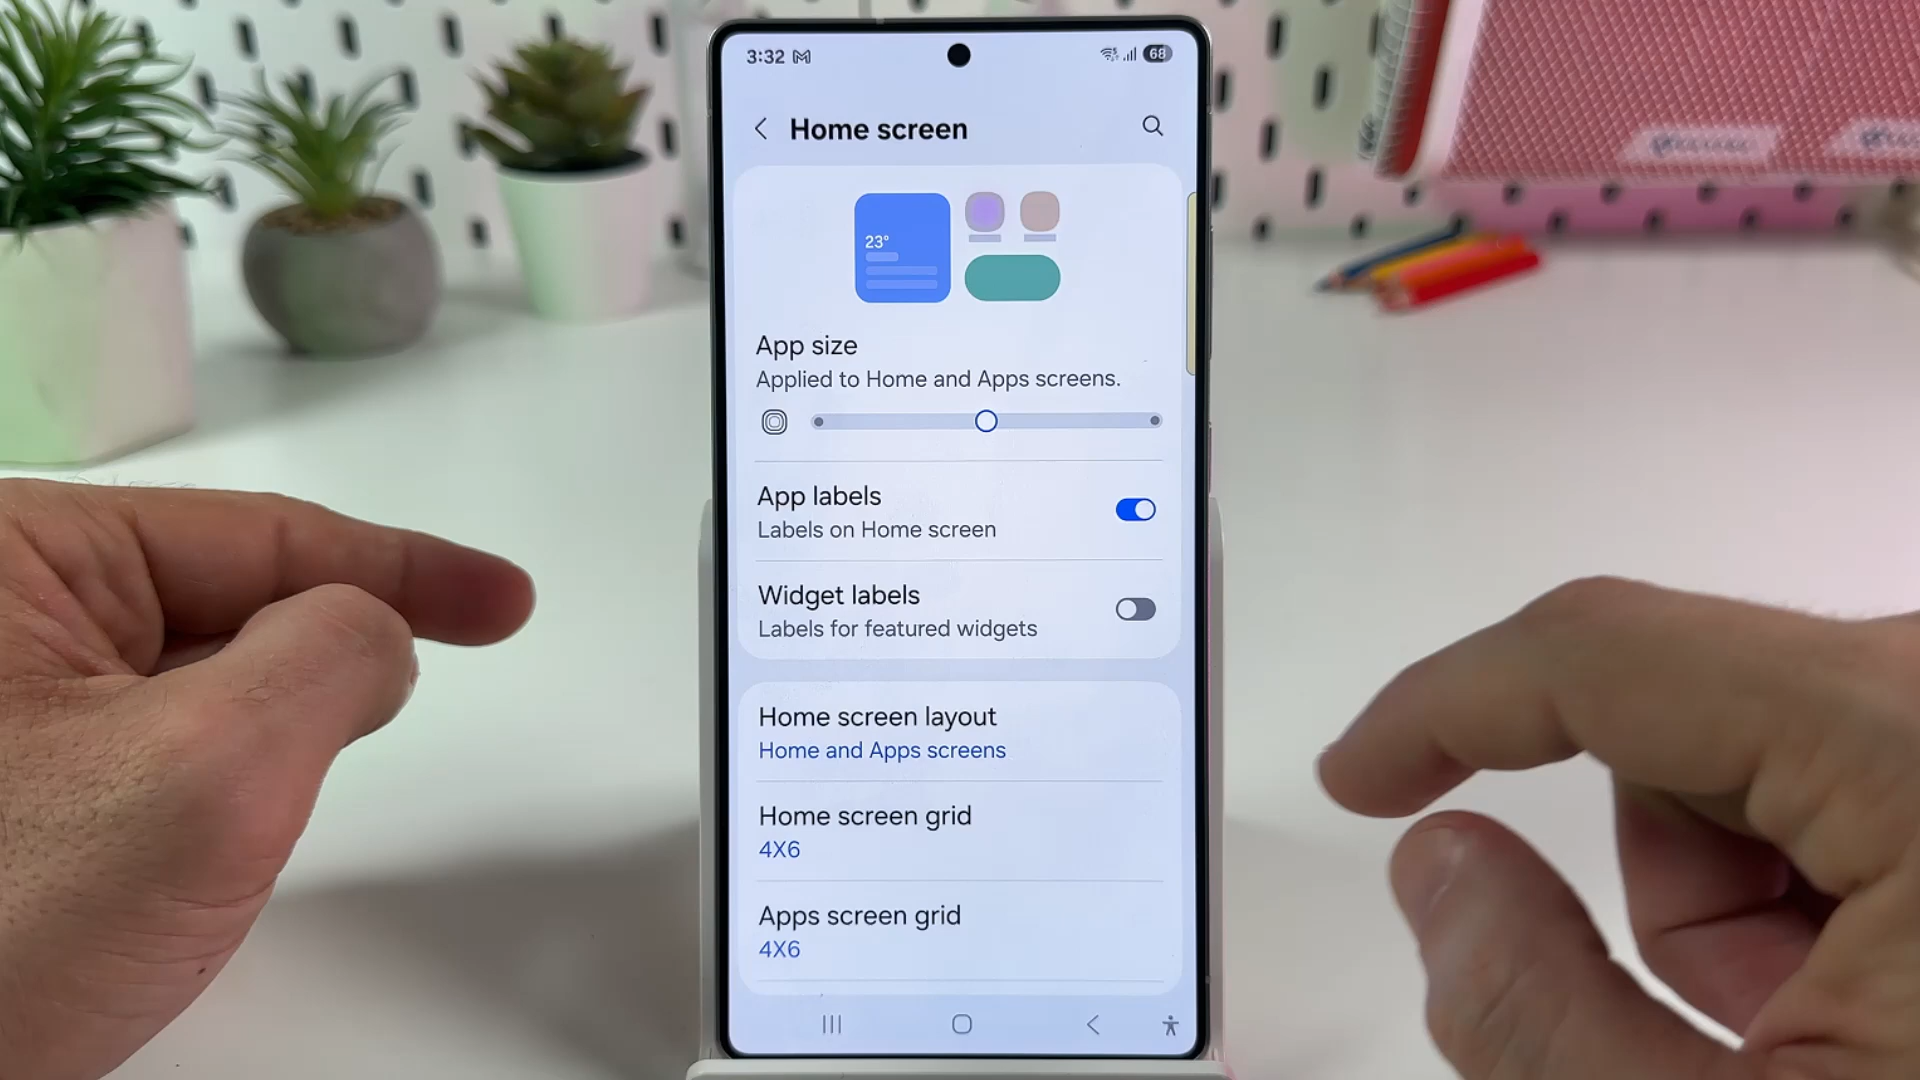 3:32
68
Home screen
23°
App size
Applied to Home and Apps screens.
App labels
Labels on Home screen
Widget labels
Labels for featured widgets
Home screen layout
Home and Apps screens
Home screen grid
4X6
Apps screen grid
4X6